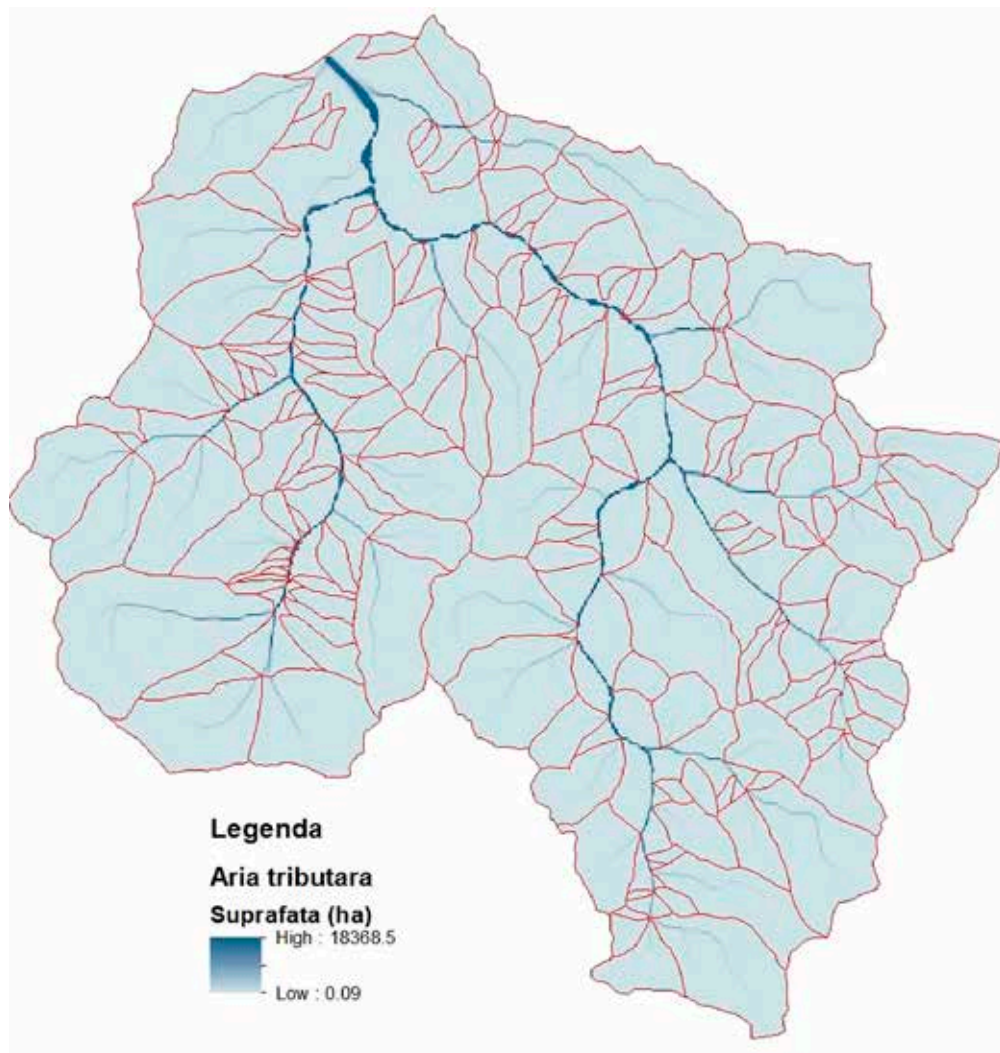 Legenda
Aria tributara
Suprafata (ha)
High : 18368.5
Low : 0.09